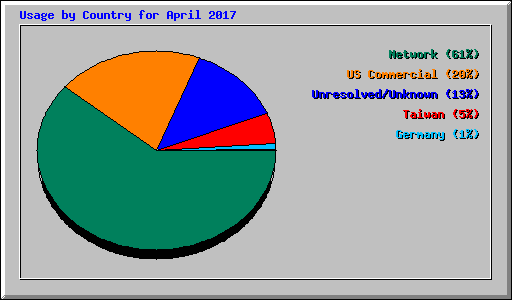 Usage by Country for April 2017
Network (61%)
US Commercial (20%)
Unresolved/Unknown (13%)
Taiwan (5%)
Germany (1%)